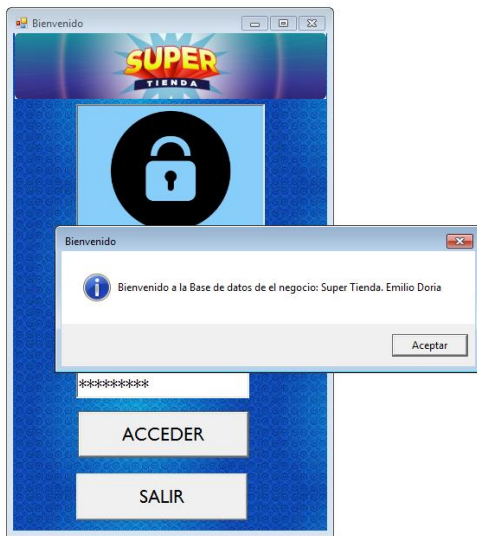 Bienvenido
SUPER
TIENDA
Bienvenido
Bienvenido a la Base de datos de el negocio: Super Tienda. Emilio Doria
Aceptar
*********
ACCEDER
SALIR